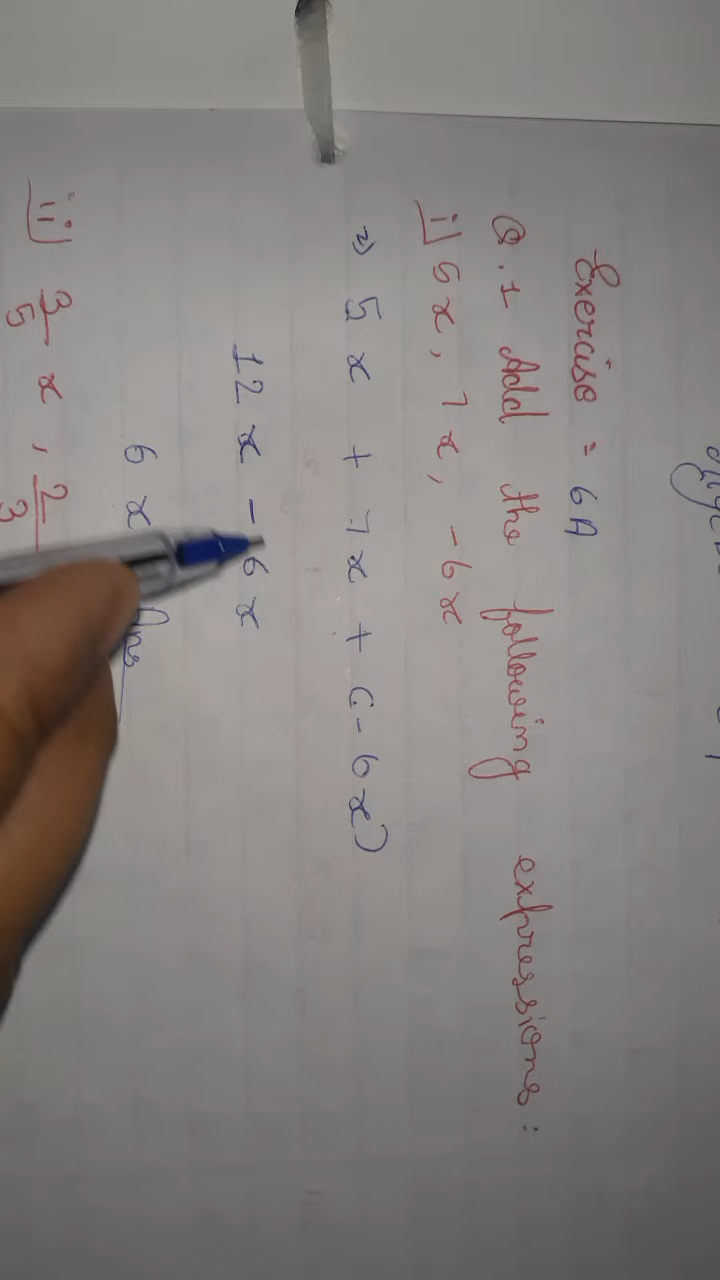 Exercise = 6A
Q.1 Add the following expressions:
i) 5x, 7x, -6x
⇒ 5x + 7x + (-6x)
12x - 6x
6x Ans
ii) 3/5 x, 2/3